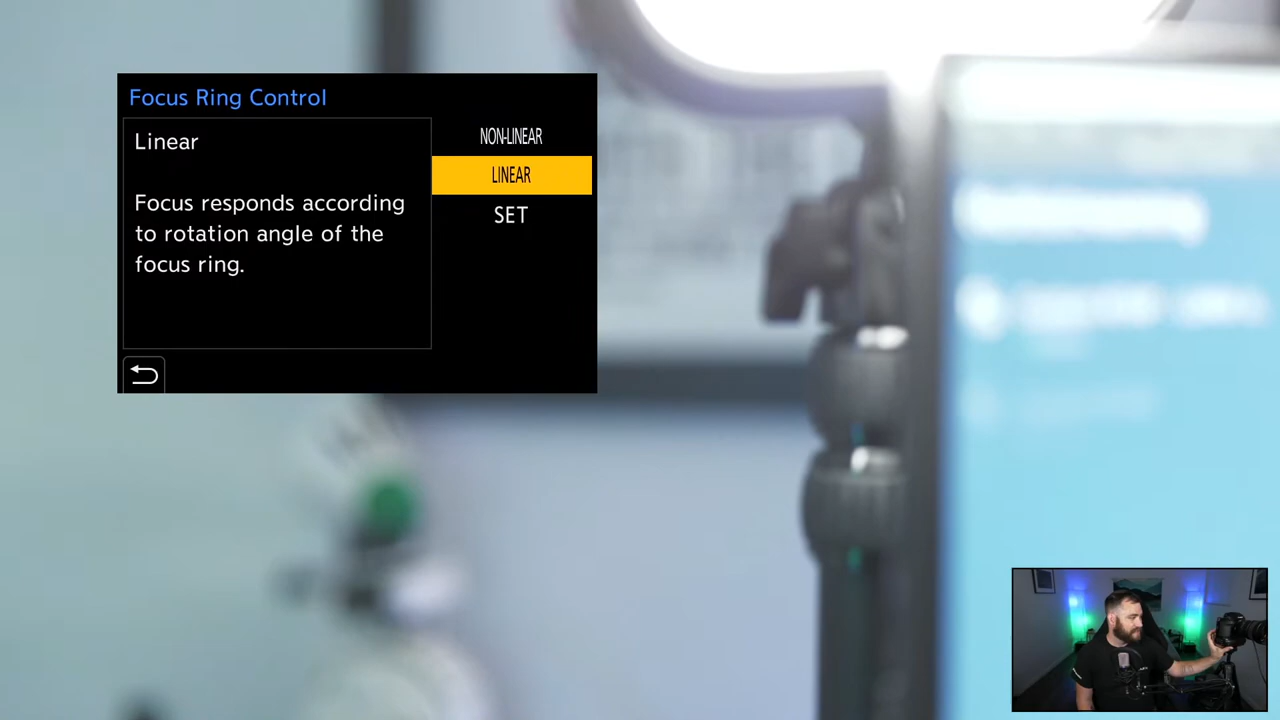 Focus Ring Control
Linear
Focus responds according
to rotation angle of the
focus ring.
NON-LINEAR
LINEAR
SET